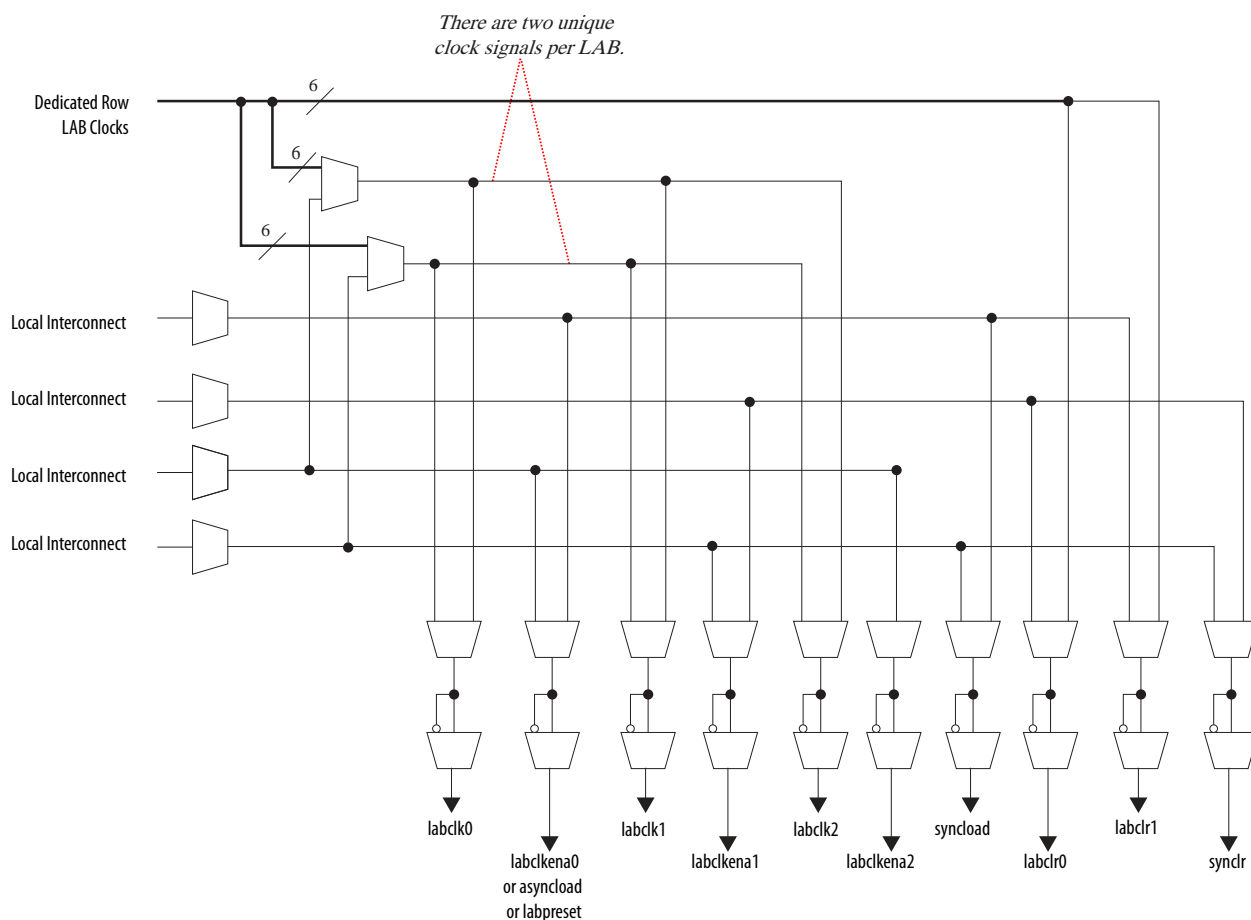 There are two unique
clock signals per LAB.
6
Dedicated Row
LAB Clocks
6
6
Local Interconnect
Local Interconnect
Local Interconnect
Local Interconnect
labclk0
labclkena0
or asyncload
or labpreset
labclk1
labclkena1
labclk2
labclkena2
syncload
labclr0
labclr1
synclr